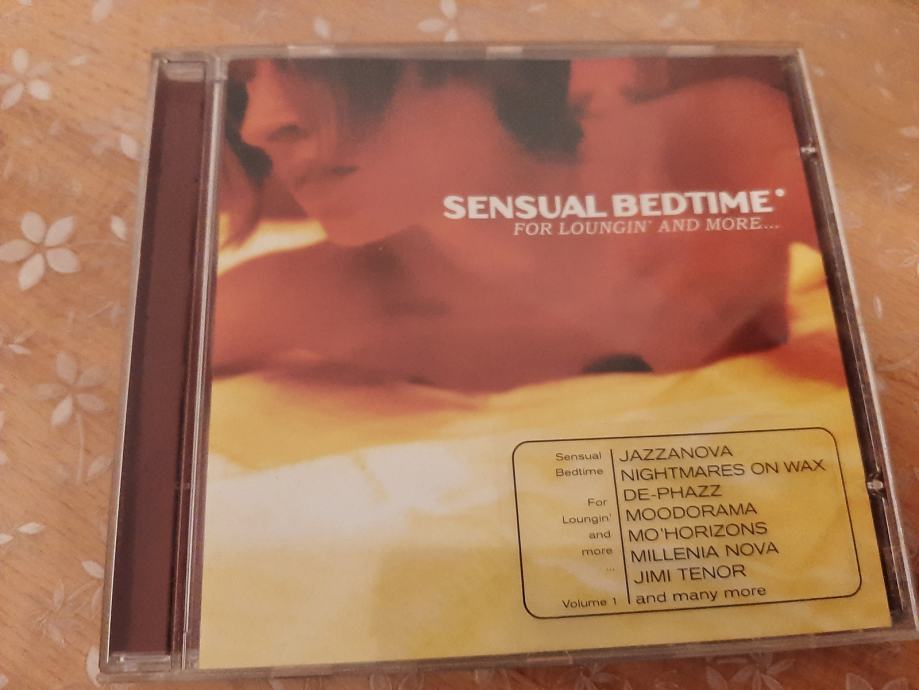 SENSUAL BEDTIME°
FOR LOUNGIN' AND MORE...
Sensual
Bedtime
For
Loungin'
and
more
...
Volume 1
JAZZANOVA
NIGHTMARES ON WAX
DE-PHAZZ
MOODORAMA
MO'HORIZONS
MILLENIA NOVA
JIMI TENOR
and many more